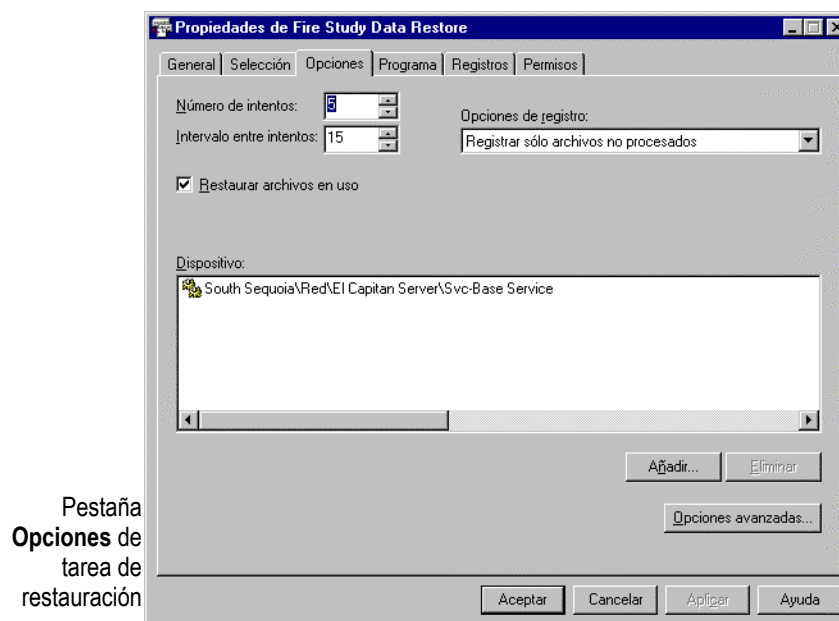 Propiedades de Fire Study Data Restore
General Selección Opciones Programa Registros Permisos
Número de intentos: 5
Intervalo entre intentos: 15
Opciones de registro:
Registrar sólo archivos no procesados
Restaurar archivos en uso
Dispositivo:
South Sequoia\Red\El Capitan Server\Svc-Base Service
Añadir... Eliminar
Opciones avanzadas...
Aceptar Cancelar Aplicar Ayuda
Pestaña
Opciones de
tarea de
restauración